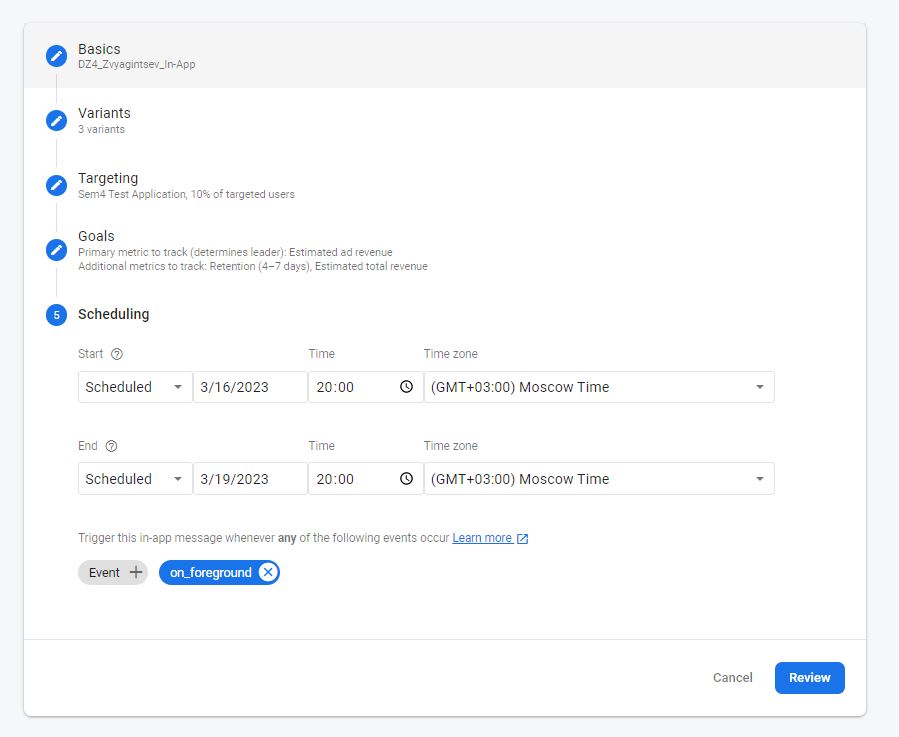 Basics
DZ4_Zvyagintsev_In-App
Variants
3 variants
Targeting
Sem4 Test Application, 10% of targeted users
Goals
Primary metric to track (determines leader): Estimated ad revenue
Additional metrics to track: Retention (4–7 days), Estimated total revenue
5 Scheduling
Start Time Time zone
Scheduled 3/16/2023 20:00 (GMT+03:00) Moscow Time
End Time Time zone
Scheduled 3/19/2023 20:00 (GMT+03:00) Moscow Time
Trigger this in-app message whenever any of the following events occur Learn more
Event on_foreground
Cancel Review